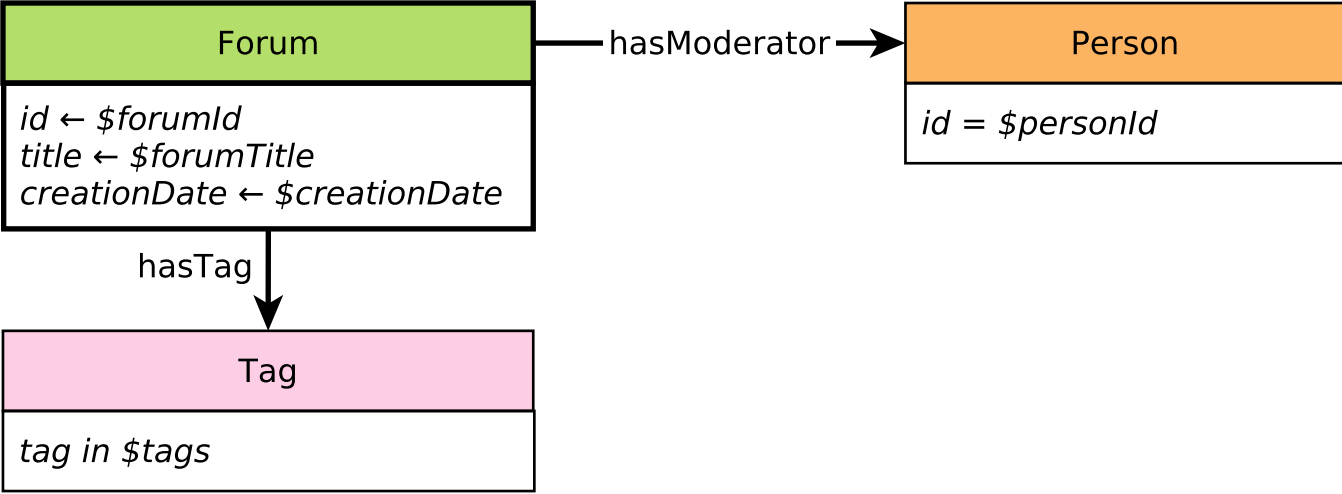 Forum
hasModerator
Person
id ← $forumId
title ← $forumTitle
creationDate ← $creationDate
id = $personId
hasTag
Tag
tag in $tags